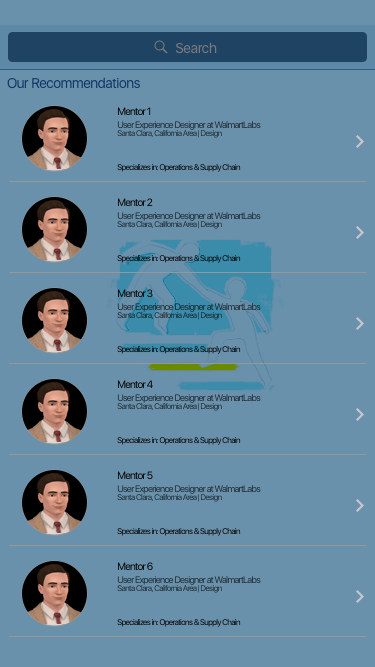 Search
Our Recommendations
Mentor 1
User Experience Designer at WalmartLabs
Santa Clara, California Area | Design
Specializes in: Operations & Supply Chain
Mentor 2
User Experience Designer at WalmartLabs
Santa Clara, California Area | Design
Specializes in: Operations & Supply Chain
Mentor 3
User Experience Designer at WalmartLabs
Santa Clara, California Area | Design
Specializes in: Operations & Supply Chain
Mentor 4
User Experience Designer at WalmartLabs
Santa Clara, California Area | Design
Specializes in: Operations & Supply Chain
Mentor 5
User Experience Designer at WalmartLabs
Santa Clara, California Area | Design
Specializes in: Operations & Supply Chain
Mentor 6
User Experience Designer at WalmartLabs
Santa Clara, California Area | Design
Specializes in: Operations & Supply Chain